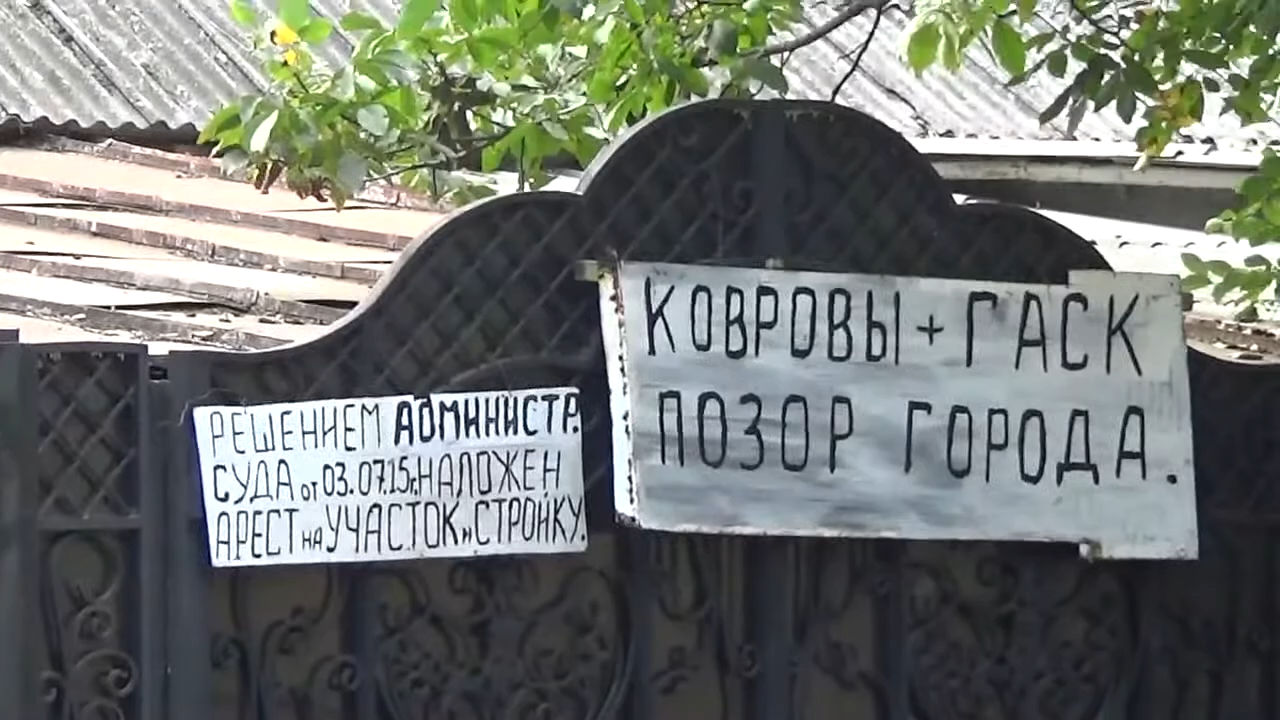 РЕШЕНИЕМ АДМИНИСТР.
СУДА от 03.07.15г. НАЛОЖЕН
АРЕСТ на УЧАСТОК и СТРОЙКУ.
КОВРОВЫ + ГАСК
ПОЗОР ГОРОДА.